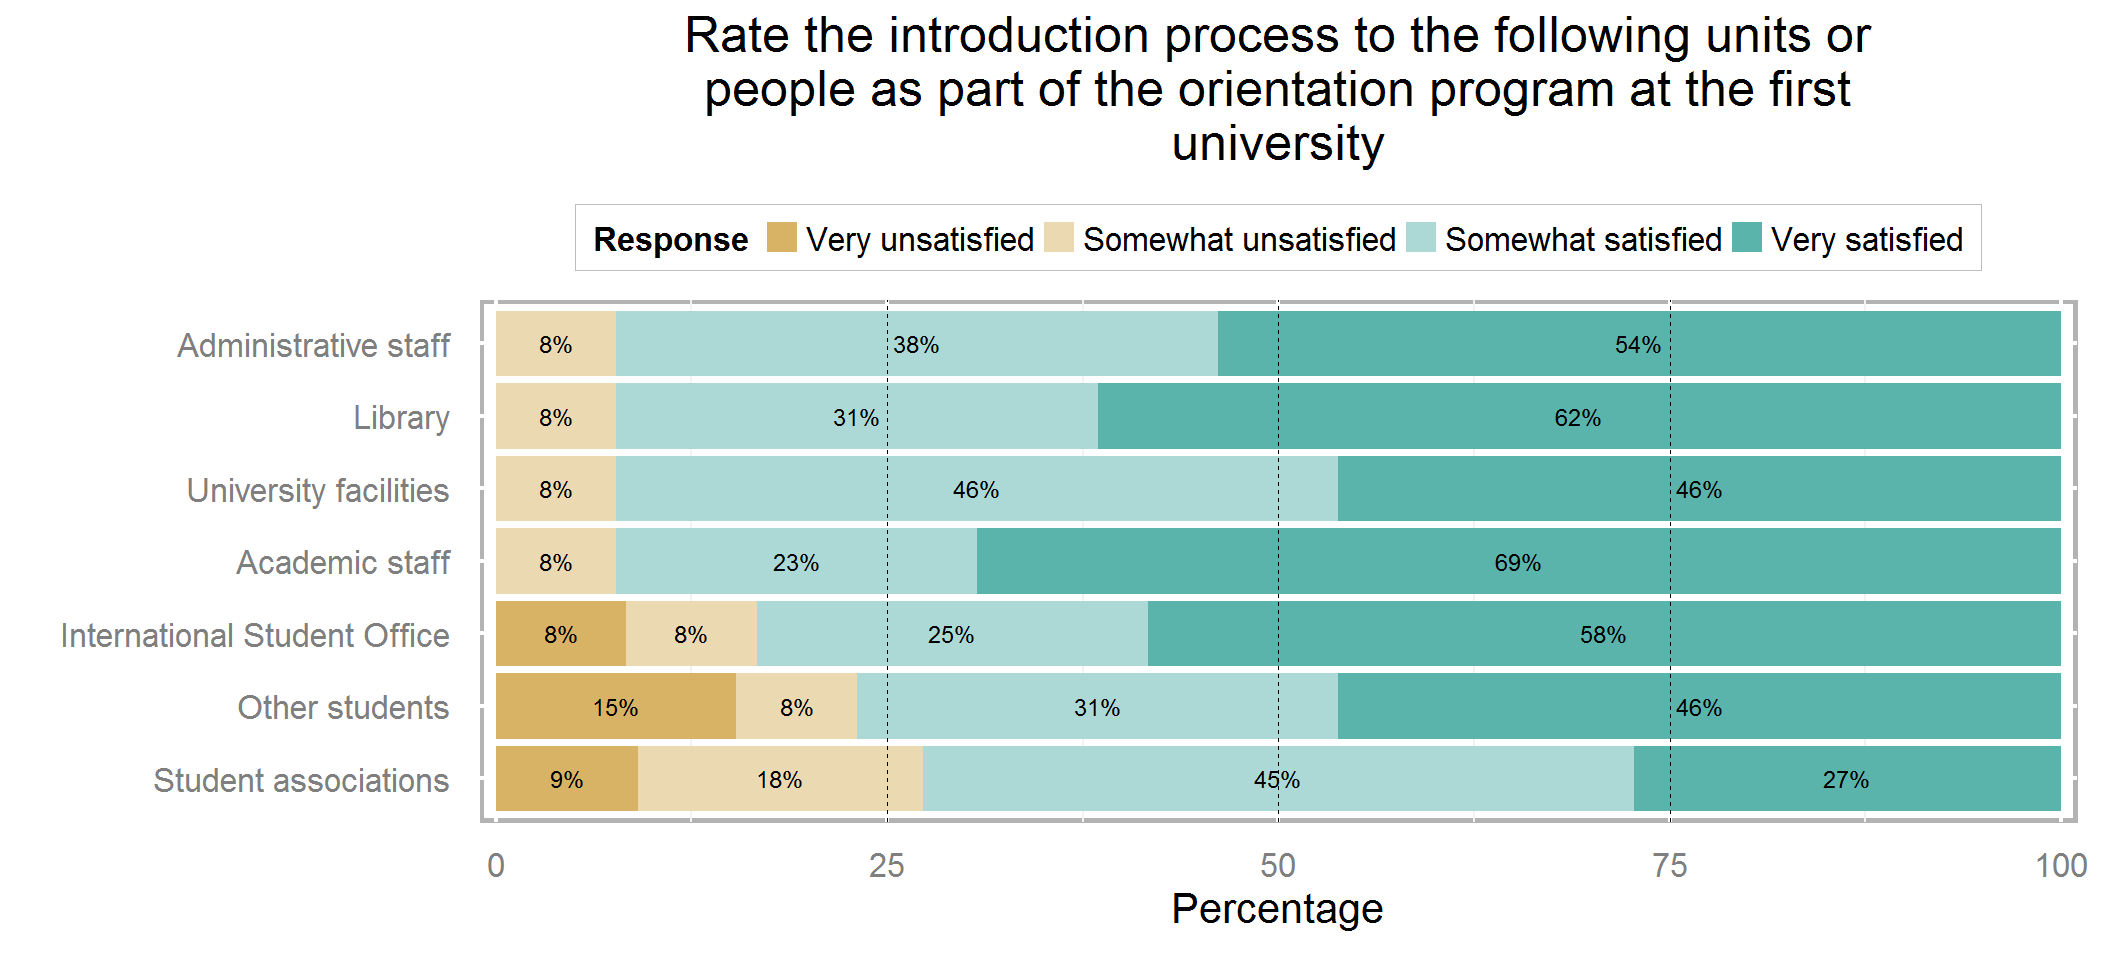 Rate the introduction process to the following units or
people as part of the orientation program at the first
university
Response Very unsatisfied Somewhat unsatisfied Somewhat satisfied Very satisfied
Administrative staff 8% 38% 54%
Library 8% 31% 62%
University facilities 8% 46% 46%
Academic staff 8% 23% 69%
International Student Office 8% 8% 25% 58%
Other students 15% 8% 31% 46%
Student associations 9% 18% 45% 27%
0 25 50 75 100
Percentage